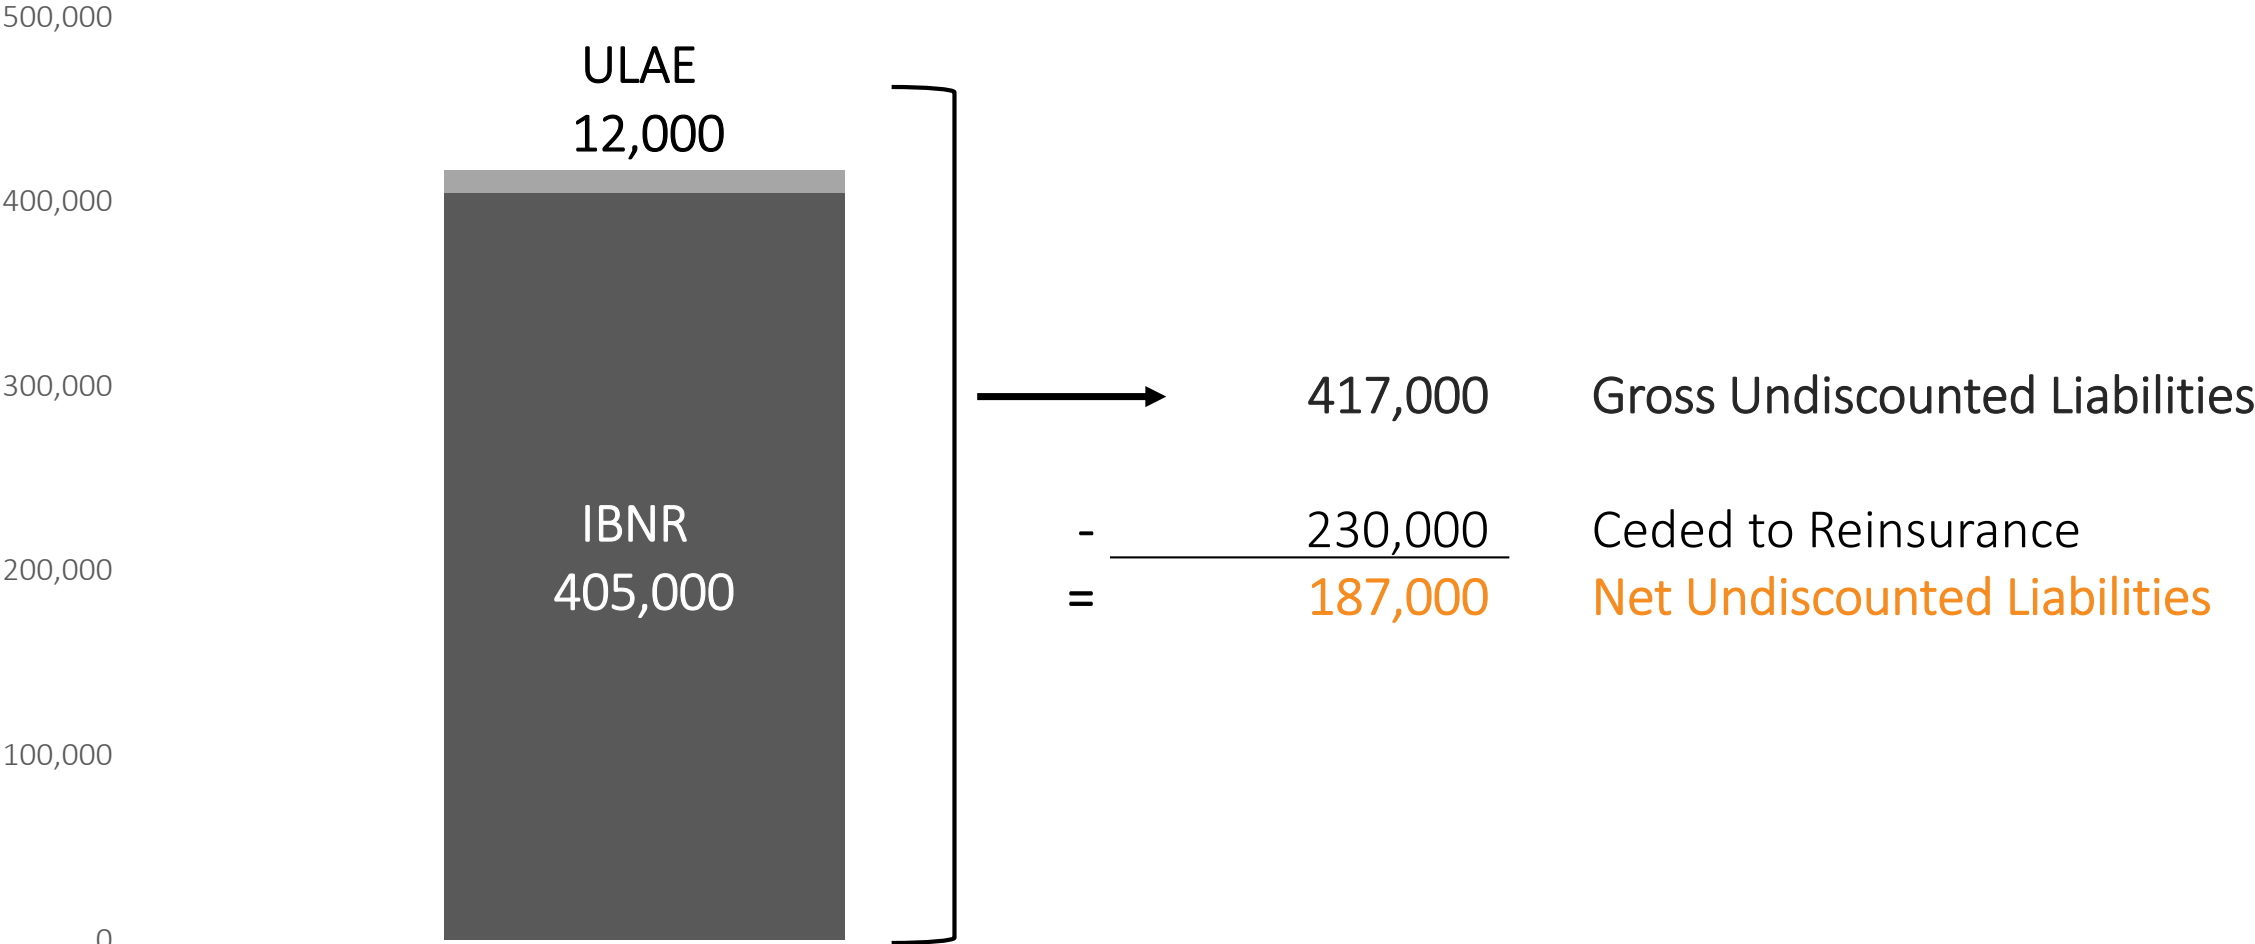 500,000
400,000
300,000
200,000
100,000
0
ULAE
12,000
IBNR
405,000
417,000 Gross Undiscounted Liabilities
- 230,000 Ceded to Reinsurance
= 187,000 Net Undiscounted Liabilities